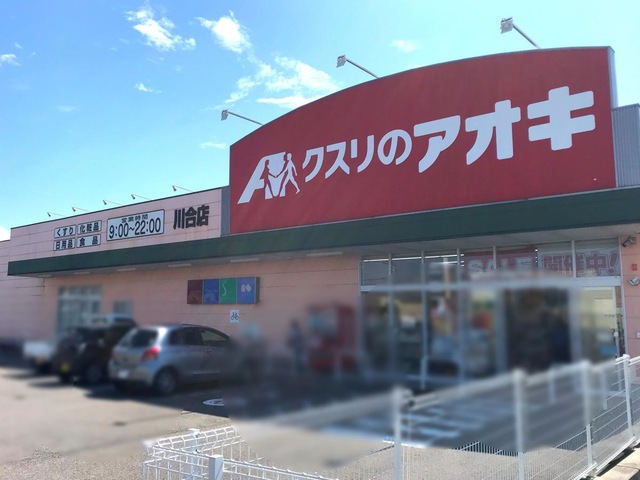 クスリのアオキ
くすり 化粧品
日用品 食品
営業時間
9:00~22:00
川合店
SALE